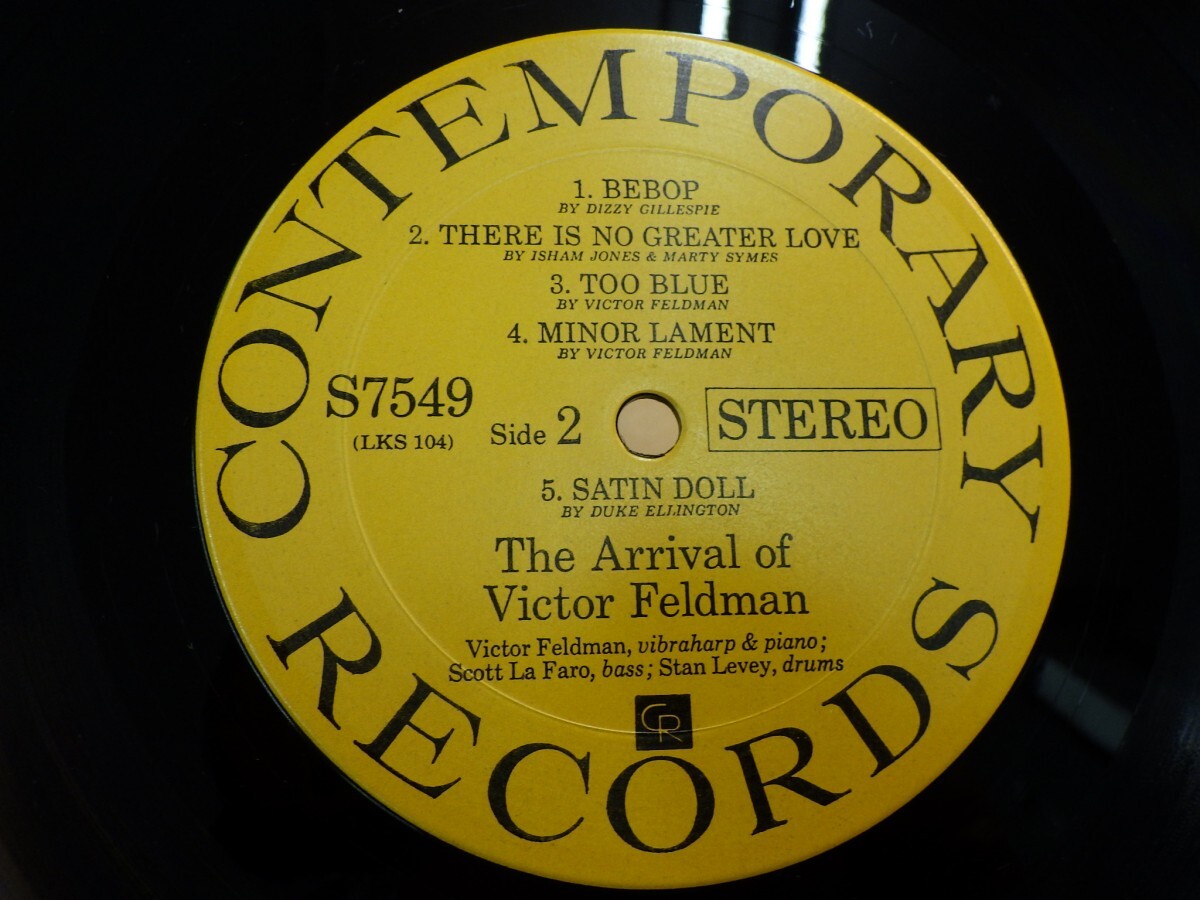 CONTEMPORARY
1. BEBOP
BY DIZZY GILLESPIE
2. THERE IS NO GREATER LOVE
BY ISHAM JONES & MARTY SYMES
3. TOO BLUE
BY VICTOR FELDMAN
4. MINOR LAMENT
BY VICTOR FELDMAN
S7549
(LKS 104)
Side 2
STEREO
5. SATIN DOLL
BY DUKE ELLINGTON
The Arrival of
Victor Feldman
Victor Feldman, vibraharp & piano;
Scott La Faro, bass; Stan Levey, drums
CR
RECORDS